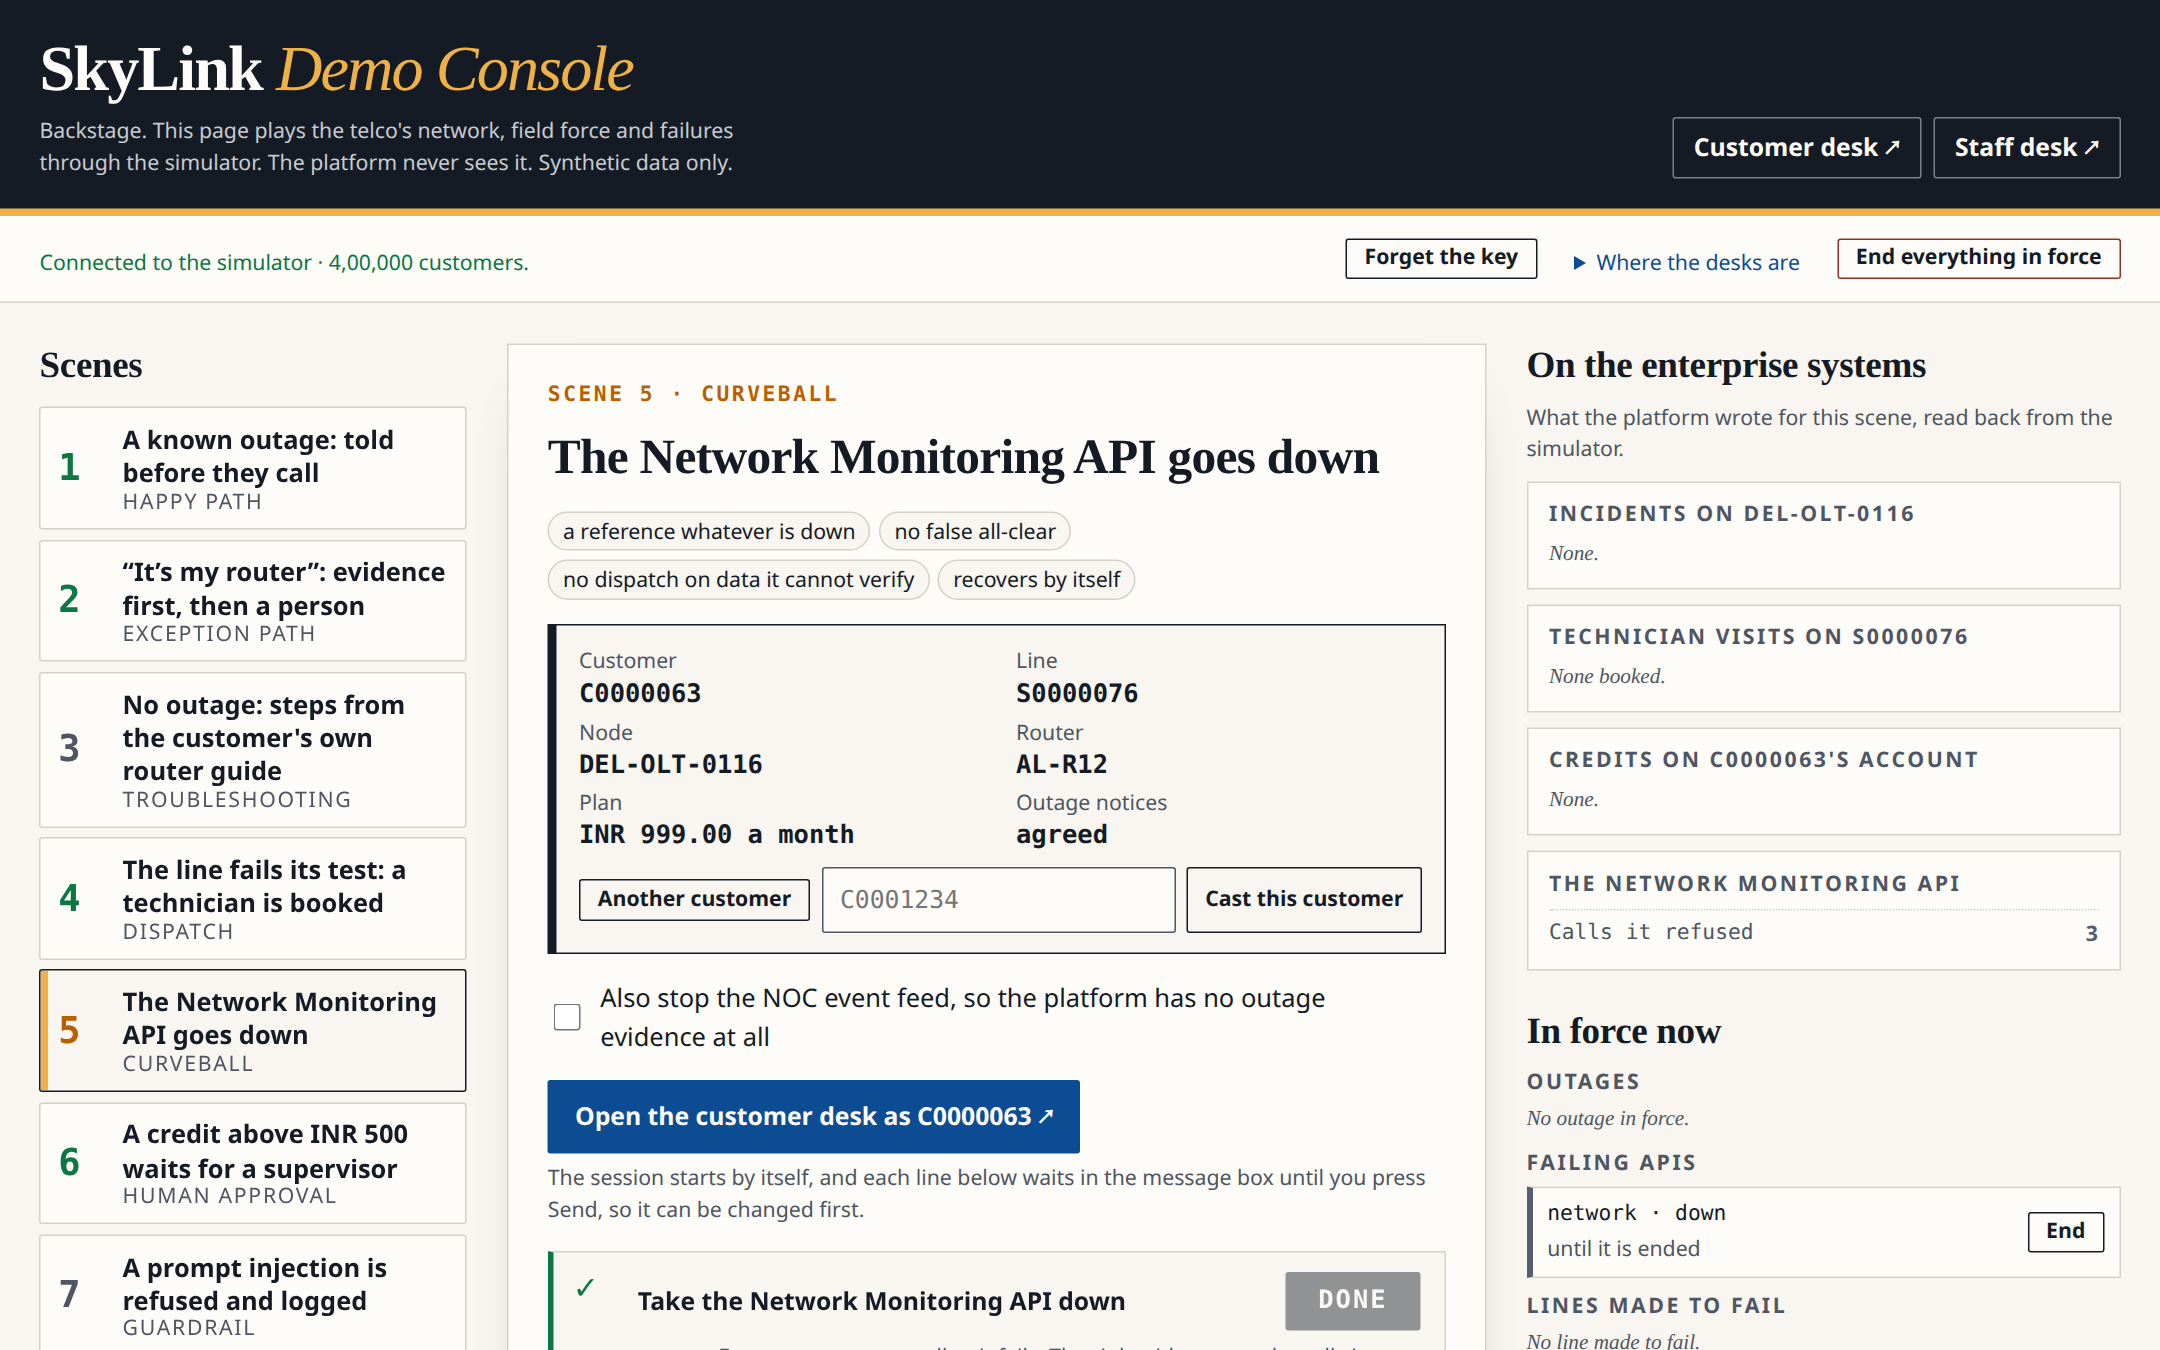 SkyLink Demo Console
Backstage. This page plays the telco's network, field force and failures
through the simulator. The platform never sees it. Synthetic data only.
Customer desk ↗
Staff desk ↗
Connected to the simulator · 4,00,000 customers.
Forget the key
▶ Where the desks are
End everything in force
Scenes
1
A known outage: told
before they call
HAPPY PATH
2
“It’s my router”: evidence
first, then a person
EXCEPTION PATH
3
No outage: steps from
the customer's own
router guide
TROUBLESHOOTING
4
The line fails its test: a
technician is booked
DISPATCH
5
The Network Monitoring
API goes down
CURVEBALL
6
A credit above INR 500
waits for a supervisor
HUMAN APPROVAL
7
A prompt injection is
refused and logged
GUARDRAIL
SCENE 5 · CURVEBALL
The Network Monitoring API goes down
a reference whatever is down
no false all-clear
no dispatch on data it cannot verify
recovers by itself
Customer
C0000063
Line
S0000076
Node
DEL-OLT-0116
Router
AL-R12
Plan
INR 999.00 a month
Outage notices
agreed
Another customer
C0001234
Cast this customer
Also stop the NOC event feed, so the platform has no outage
evidence at all
Open the customer desk as C0000063 ↗
The session starts by itself, and each line below waits in the message box until you press
Send, so it can be changed first.
✓
Take the Network Monitoring API down
DONE
On the enterprise systems
What the platform wrote for this scene, read back from the
simulator.
INCIDENTS ON DEL-OLT-0116
None.
TECHNICIAN VISITS ON S0000076
None booked.
CREDITS ON C0000063'S ACCOUNT
None.
THE NETWORK MONITORING API
Calls it refused 3
In force now
OUTAGES
No outage in force.
FAILING APIS
network · down
until it is ended
End
LINES MADE TO FAIL
No line made to fail.